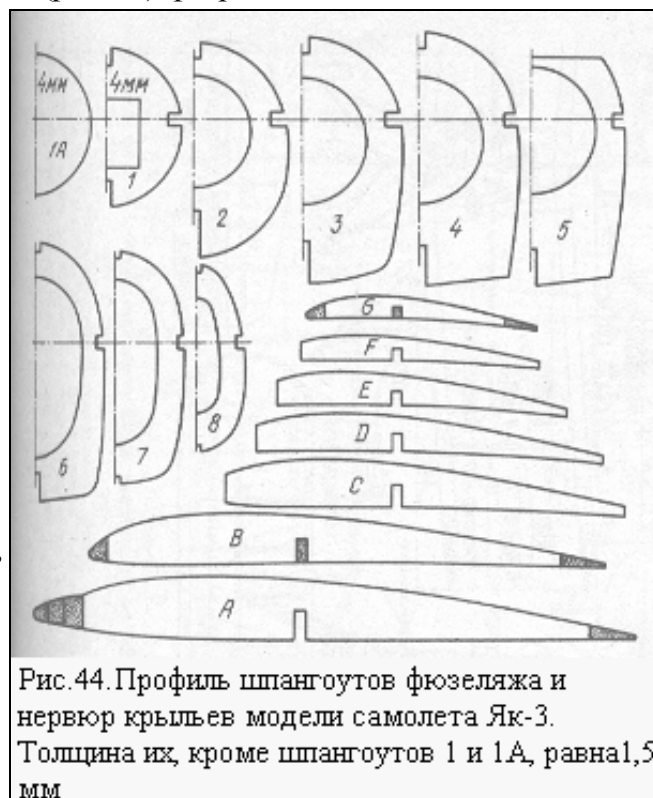 4мм 4мм
1А 1
2 3 4 5
6 7 8
G
F
E
D
C
B
A
Рис.44.Профиль шпангоутов фюзеляжа и
нервюр крыльев модели самолета Як-3.
Толщина их, кроме шпангоутов 1 и 1А, равна1,5
мм